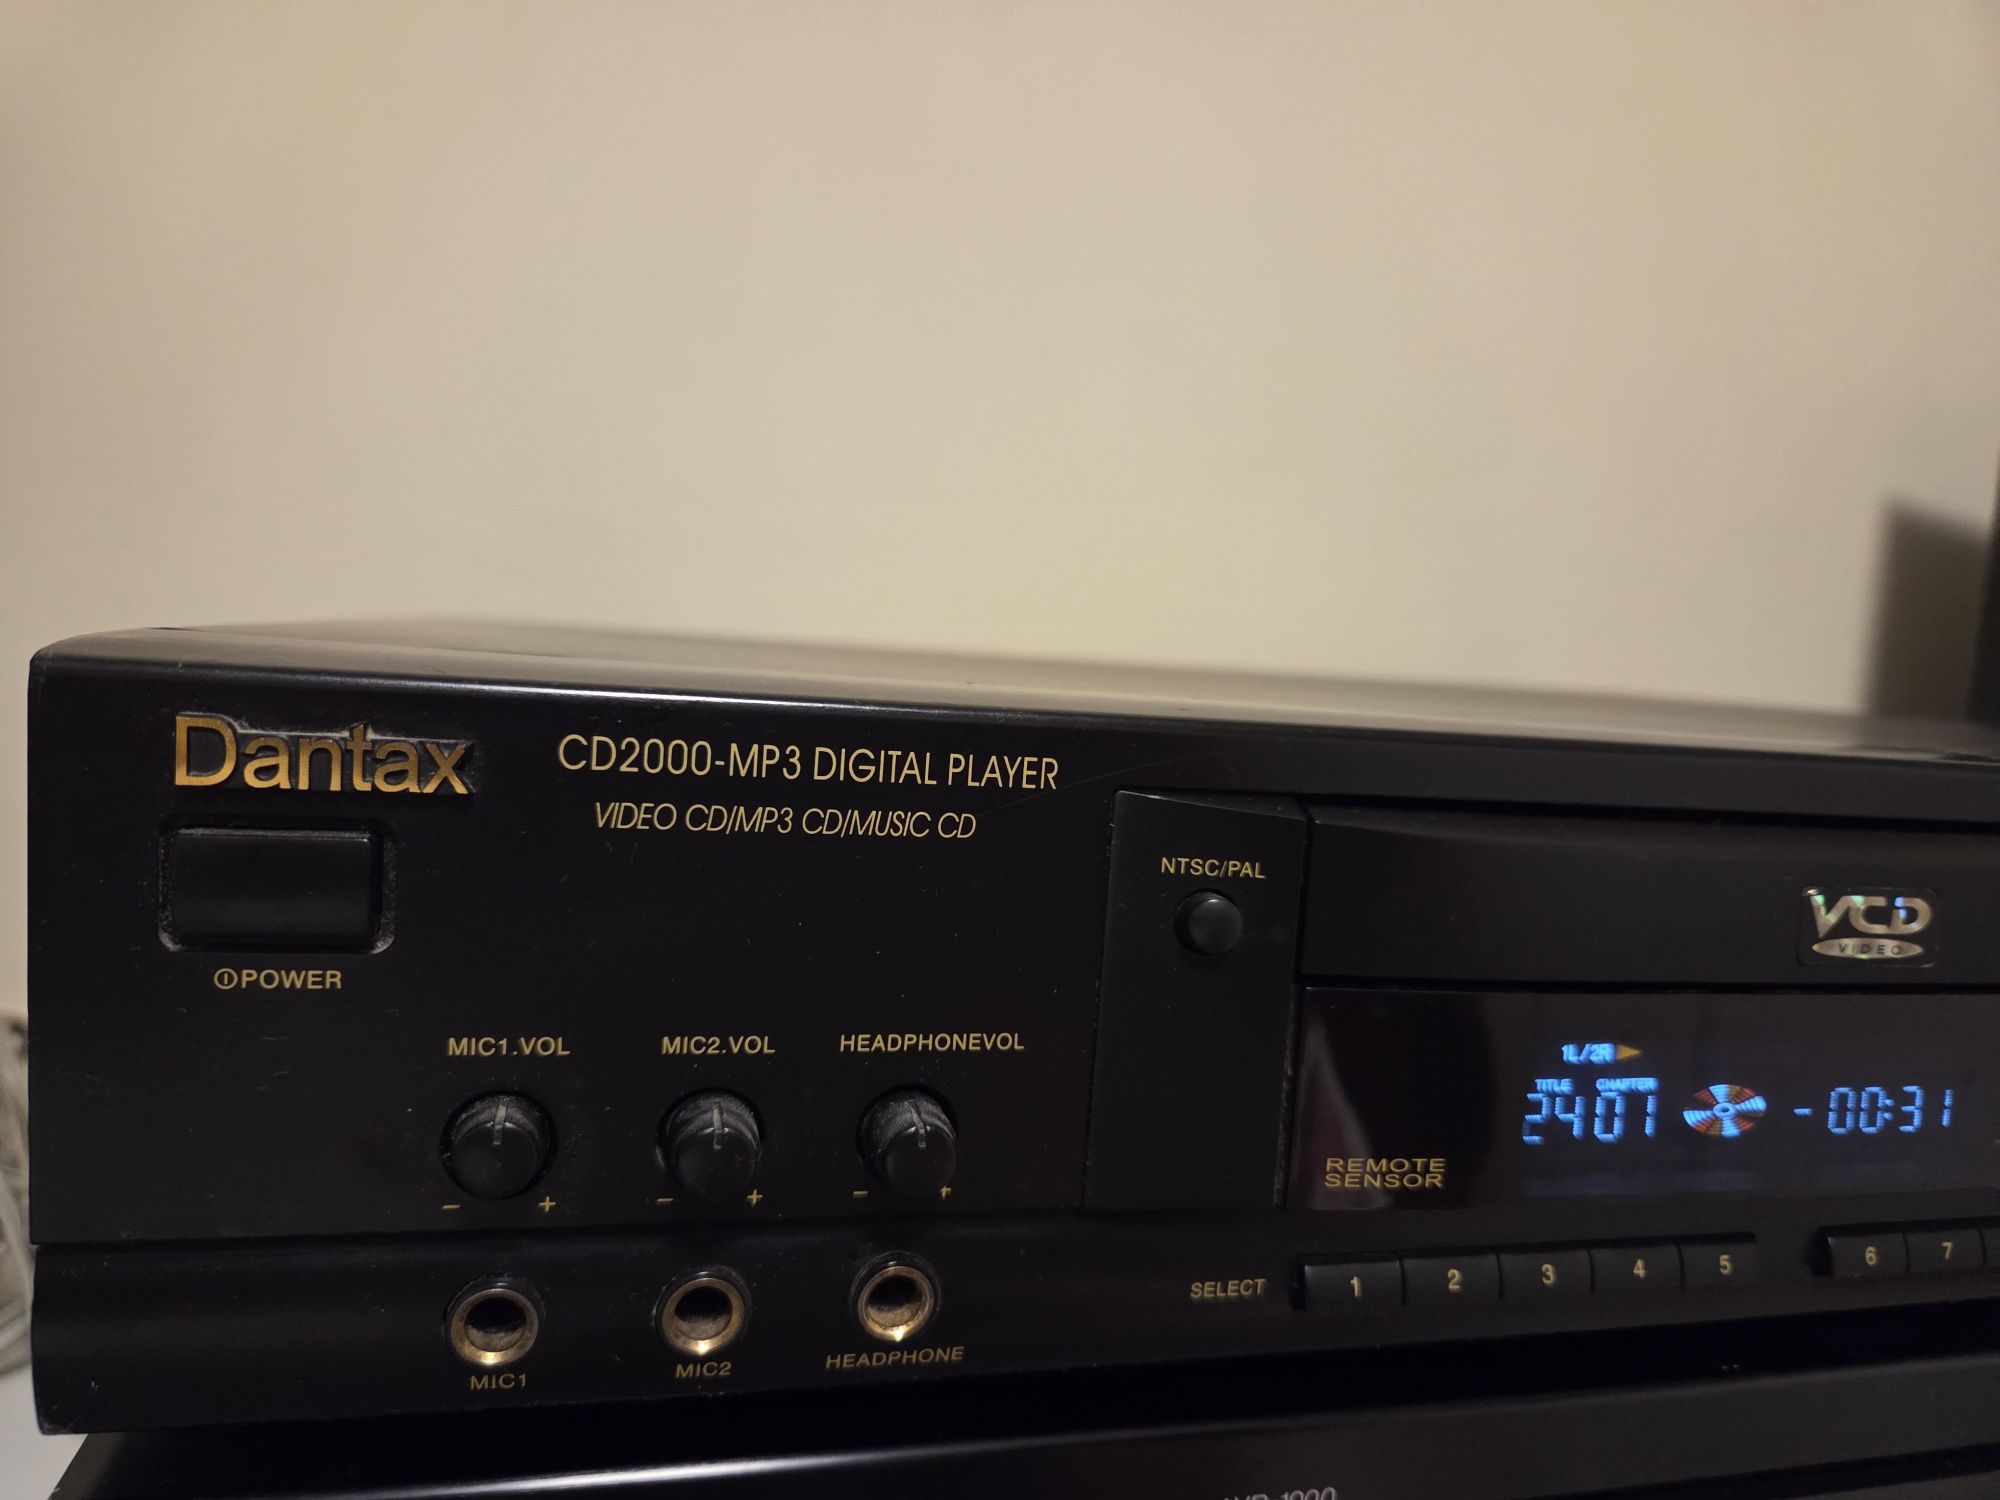 Dantax
CD2000-MP3 DIGITAL PLAYER
VIDEO CD/MP3 CD/MUSIC CD
POWER
NTSC/PAL
VCD
VIDEO
MIC1.VOL
MIC2.VOL
HEADPHONEVOL
- +
- +
- +
1L/2R
TITLE CHAPTER
2401 -00:31
REMOTE
SENSOR
SELECT 1 2 3 4 5 6 7
MIC1
MIC2
HEADPHONE